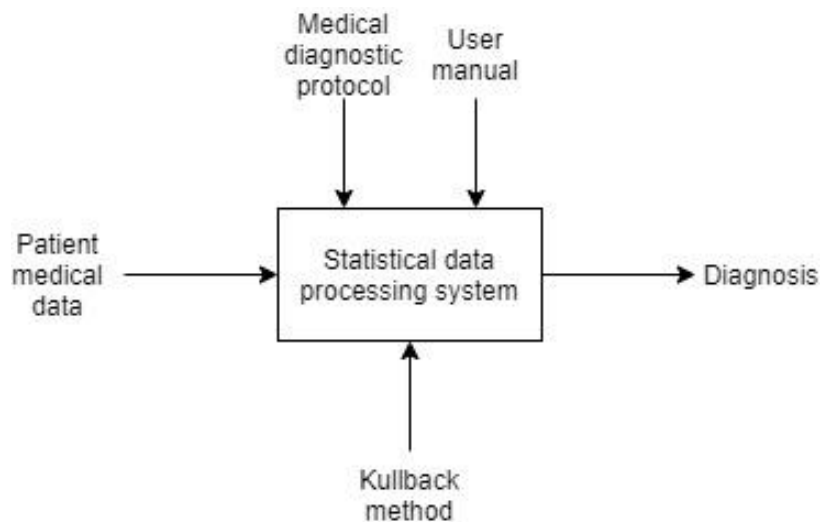 Medical
diagnostic
protocol
User
manual
Patient
medical
data
Statistical data
processing system
Diagnosis
Kullback
method